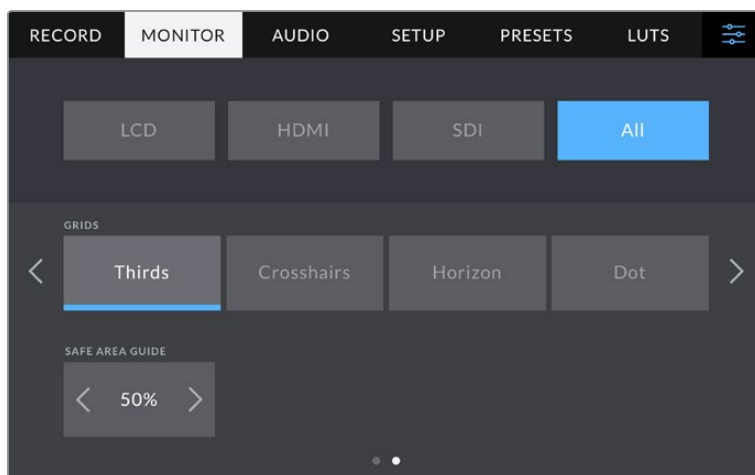 RECORD MONITOR AUDIO SETUP PRESETS LUTS
LCD HDMI SDI All
GRIDS
Thirds Crosshairs Horizon Dot
SAFE AREA GUIDE
50%